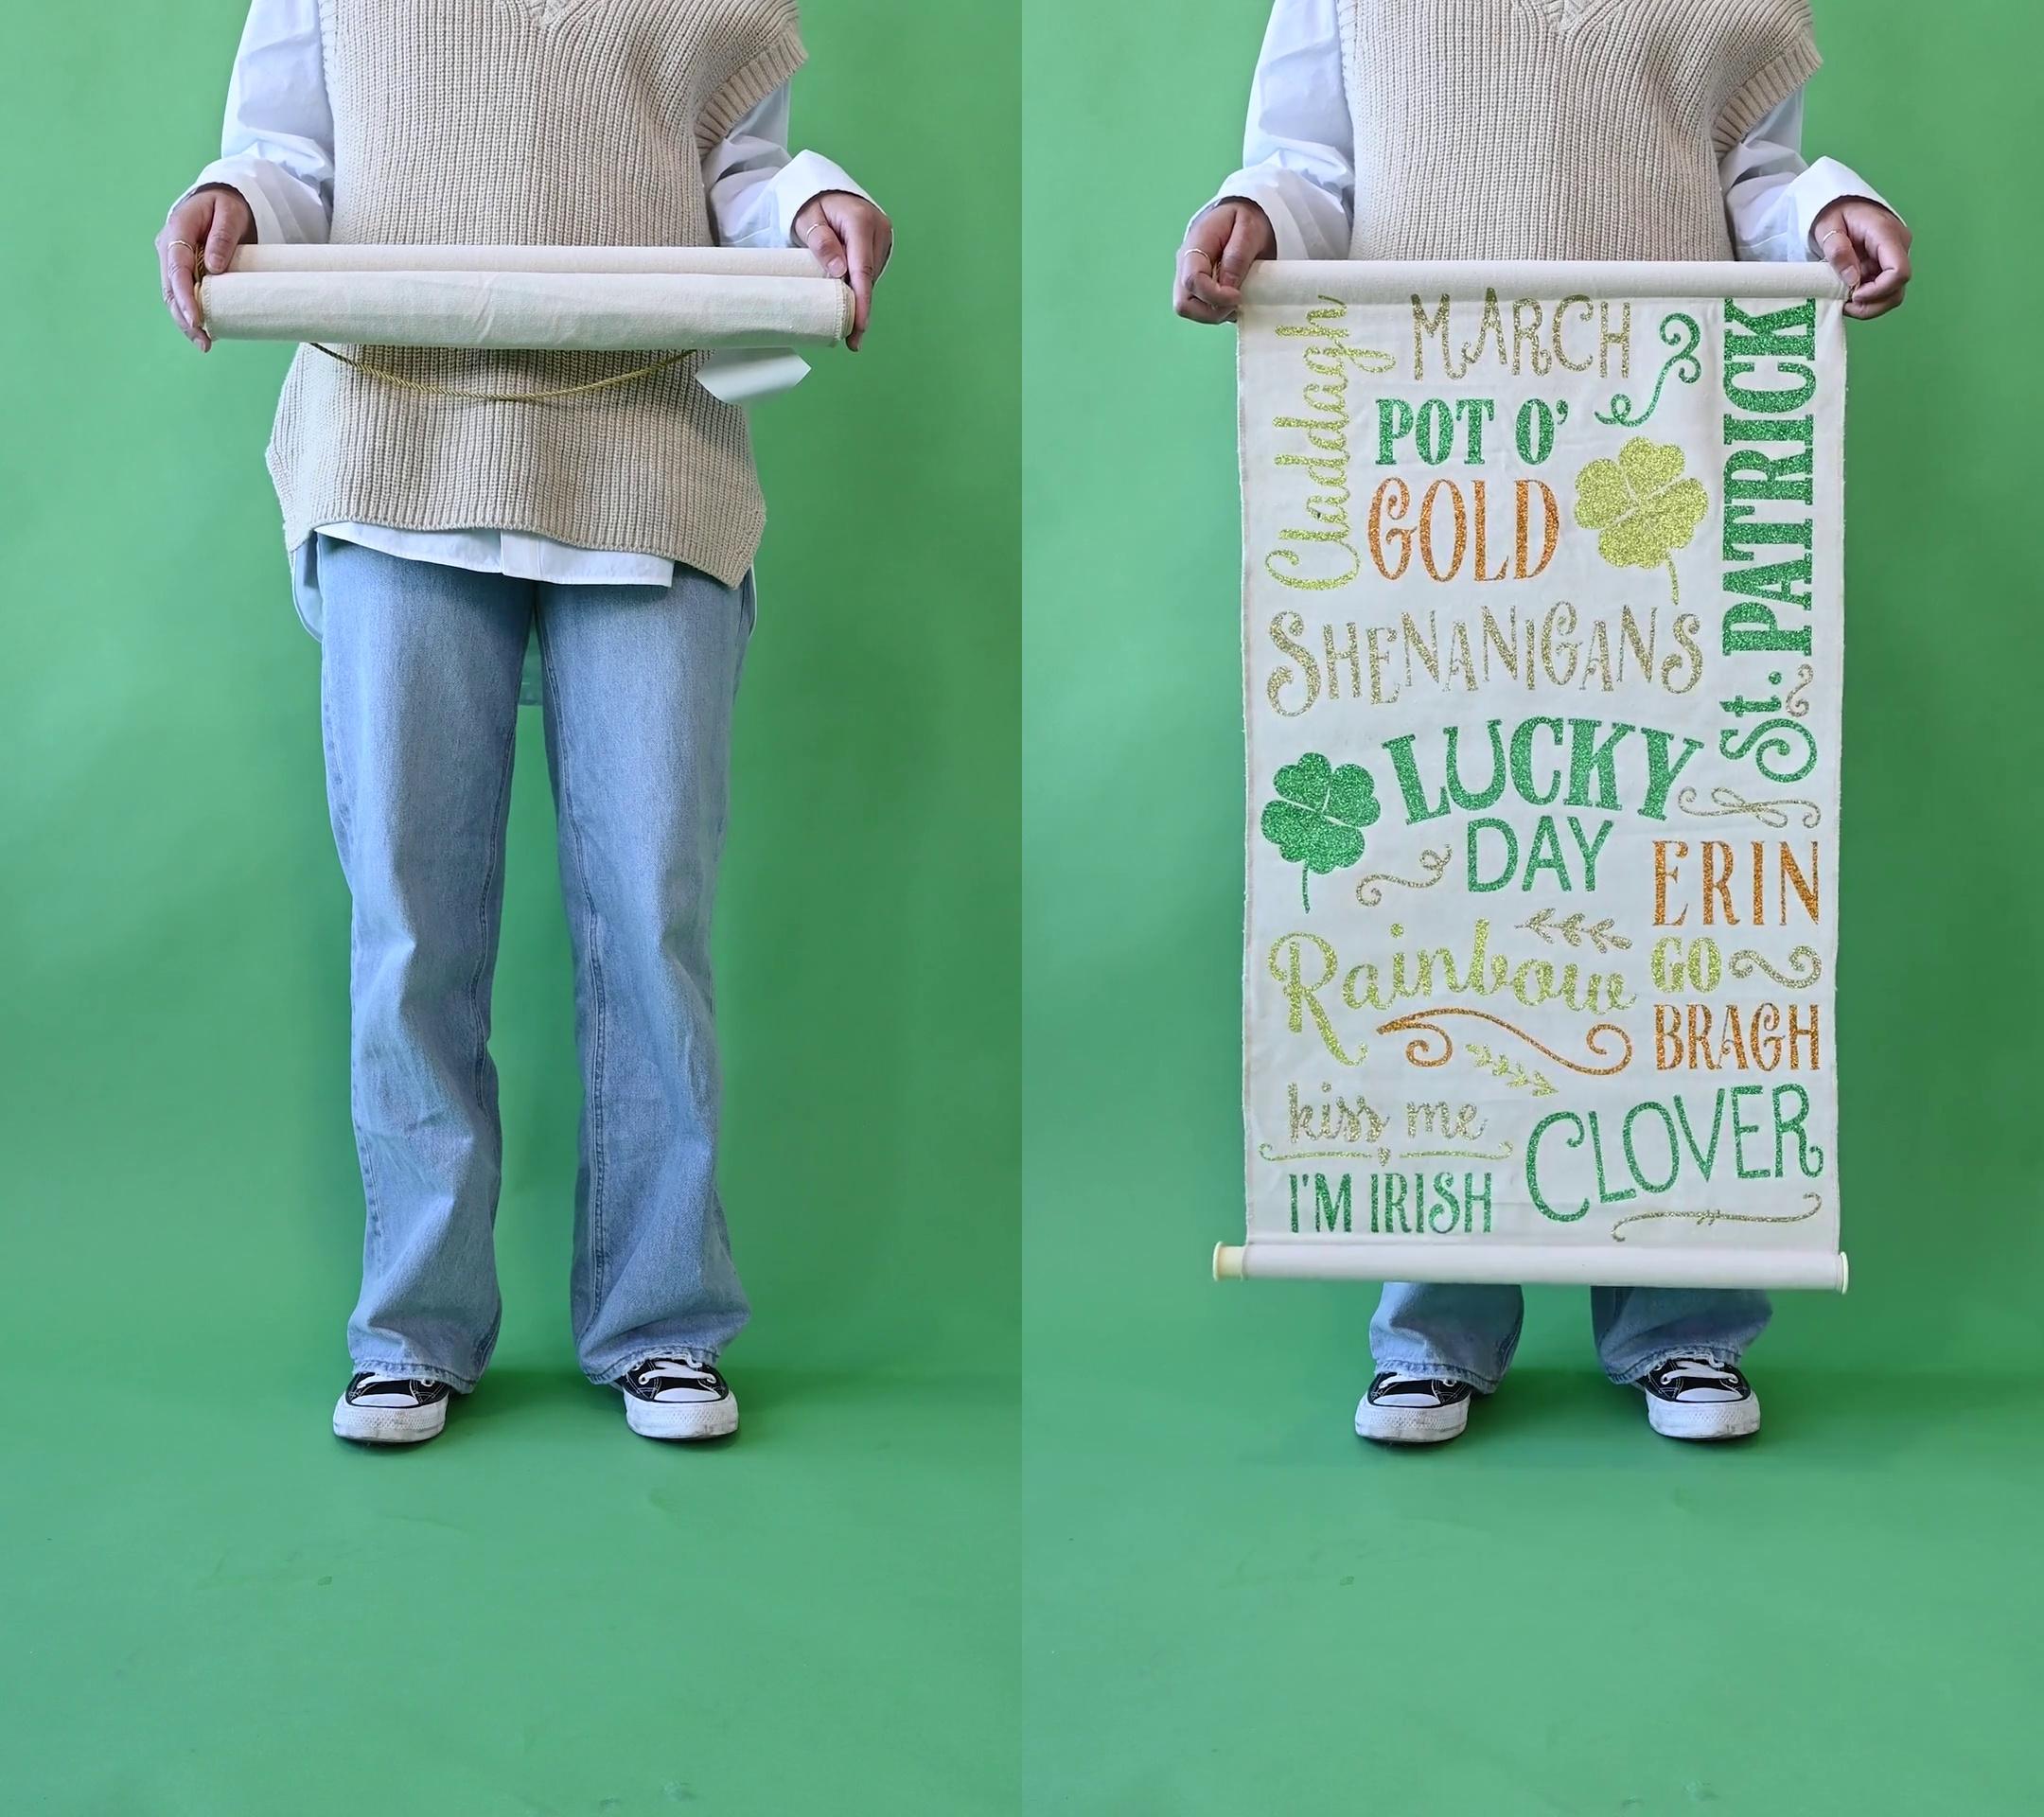 Claddagh
MARCH
St. PATRICK
POT O'
GOLD
SHENANIGANS
LUCKY
DAY
ERIN
GO
BRAGH
Rainbow
kiss me
I'M IRISH
CLOVER